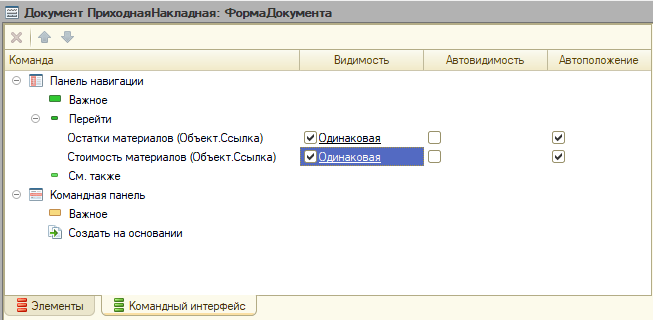 Документ ПриходнаяНакладная: ФормаДокумента
Команда Видимость Автовидимость Автоположение
Панель навигации
Важное
Перейти
Остатки материалов (Объект.Ссылка) Одинаковая
Стоимость материалов (Объект.Ссылка) Одинаковая
См. также
Командная панель
Важное
Создать на основании
Элементы Командный интерфейс